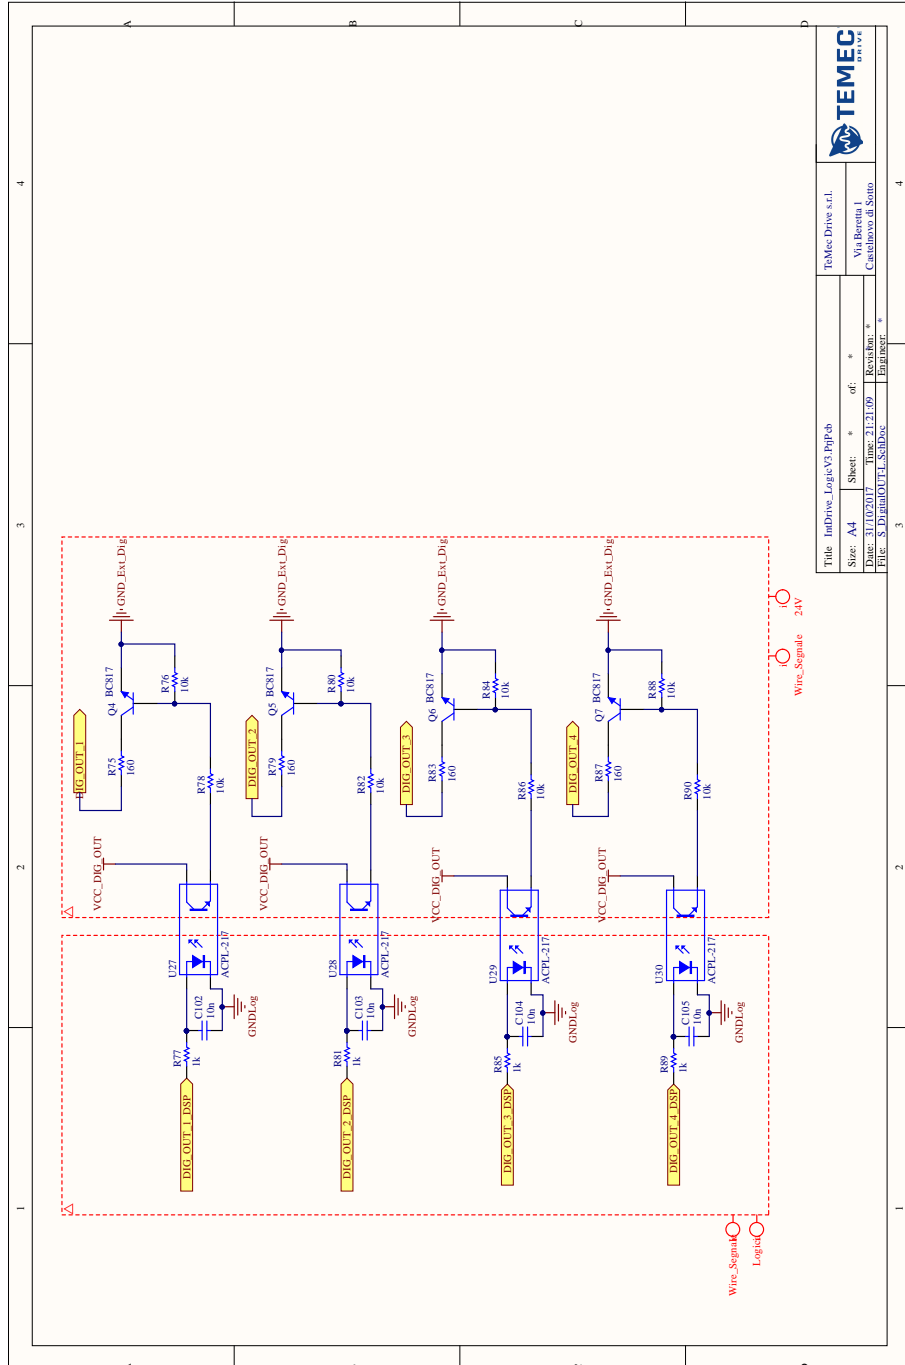 A
B
C
D
1
2
3
4
1
2
3
4
DIG_OUT_1_DSP
R77
1k
C102
10n
GNDLog
U27
ACPL-217
VCC_DIG_OUT
R78
10k
DIG_OUT_1
R75
160
Q4
BC817
R76
10k
GND_Ext_Dig
DIG_OUT_2_DSP
R81
1k
C103
10n
GNDLog
U28
ACPL-217
VCC_DIG_OUT
R82
10k
DIG_OUT_2
R79
160
Q5
BC817
R80
10k
GND_Ext_Dig
DIG_OUT_3_DSP
R85
1k
C104
10n
GNDLog
U29
ACPL-217
VCC_DIG_OUT
R86
10k
DIG_OUT_3
R83
160
Q6
BC817
R84
10k
GND_Ext_Dig
DIG_OUT_4_DSP
R89
1k
C105
10n
GNDLog
U30
ACPL-217
VCC_DIG_OUT
R90
10k
DIG_OUT_4
R87
160
Q7
BC817
R88
10k
GND_Ext_Dig
Wire_Segnale
Logici
Wire_Segnale
24V
Title IntDrive_LogicV3.PrjPcb
Size: A4 Sheet: * of: *
Date: 31/10/2017 Time: 21:21:09 Revision: *
File: S_DigitalOUT-L.SchDoc Engineer: *
TeMec Drive s.r.l.
Via Beretta 1
Castelnovo di Sotto
TEMEC
DRIVE